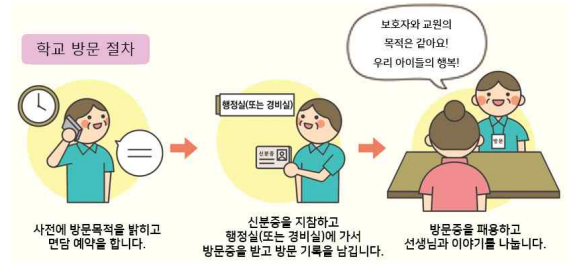 학교 방문 절차
보호자와 교원의
목적은 같아요!
우리 아이들의 행복!
행정실(또는 경비실)
신분증
방문
사전에 방문목적을 밝히고
면담 예약을 합니다.
신분증을 지참하고
행정실(또는 경비실)에 가서
방문증을 받고 방문 기록을 남깁니다.
방문증을 패용하고
선생님과 이야기를 나눕니다.